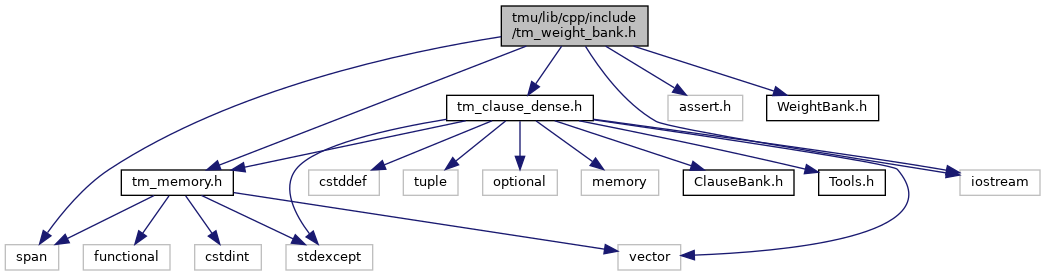 tmu/lib/cpp/include
/tm_weight_bank.h
tm_clause_dense.h
assert.h
WeightBank.h
tm_memory.h
cstddef
tuple
optional
memory
ClauseBank.h
Tools.h
iostream
span
functional
cstdint
stdexcept
vector